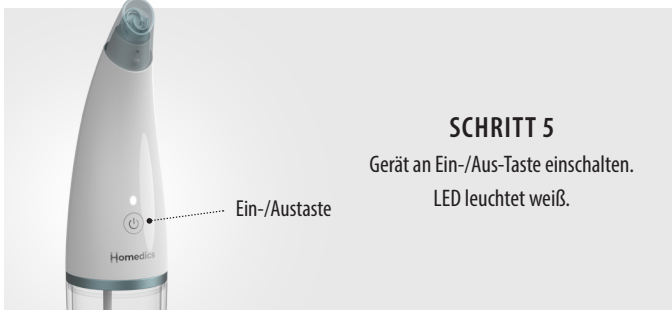 SCHRITT 5
Gerät an Ein-/Aus-Taste einschalten.
LED leuchtet weiß.
Ein-/Austaste
Homedics